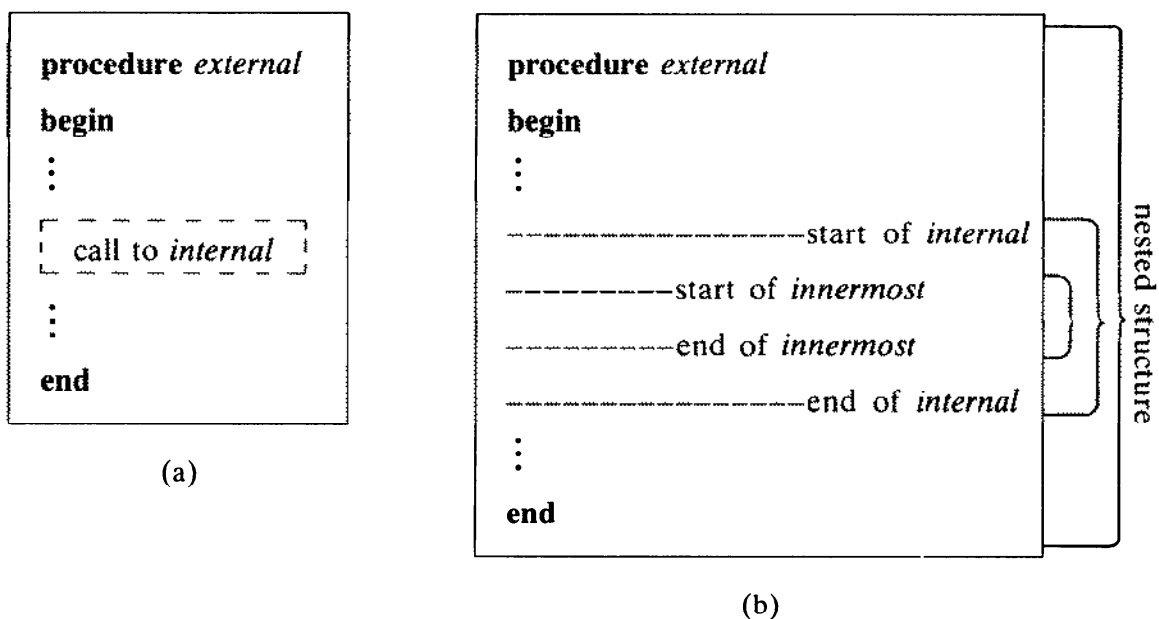 procedure external
begin
⋮
call to internal
⋮
end
(a)
procedure external
begin
⋮
start of internal
start of innermost
end of innermost
end of internal
⋮
end
nested structure
(b)